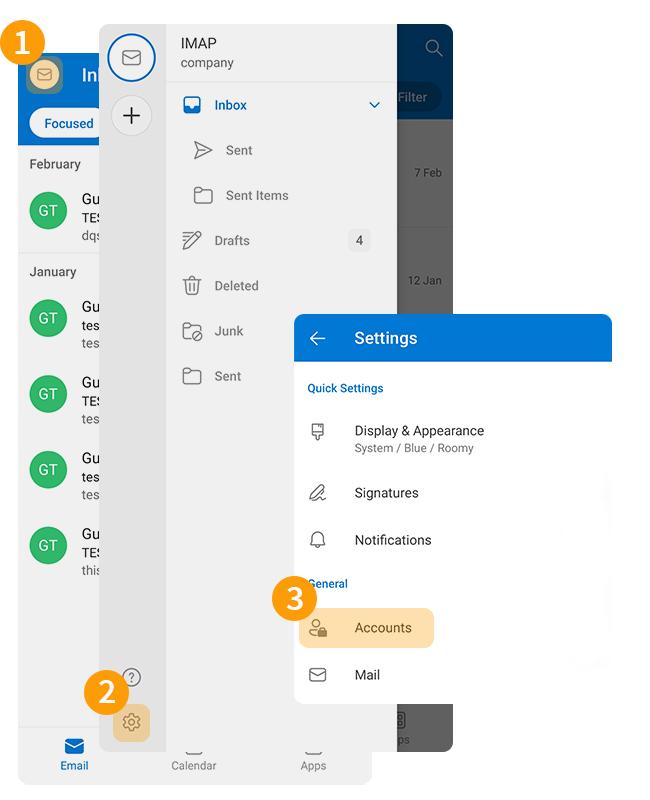 1
In
Focused
February
GT
Gu
TES
dqs
January
GT
Gu
tes
tes
GT
Gu
TES
tes
GT
Gu
tes
tes
GT
Gu
TES
this
Email
Calendar
Apps
IMAP
company
Inbox
Sent
Sent Items
Drafts
4
Deleted
Junk
Sent
?
2
Filter
7 Feb
12 Jan
ps
Settings
Quick Settings
Display & Appearance
System / Blue / Roomy
Signatures
Notifications
General
3
Accounts
Mail